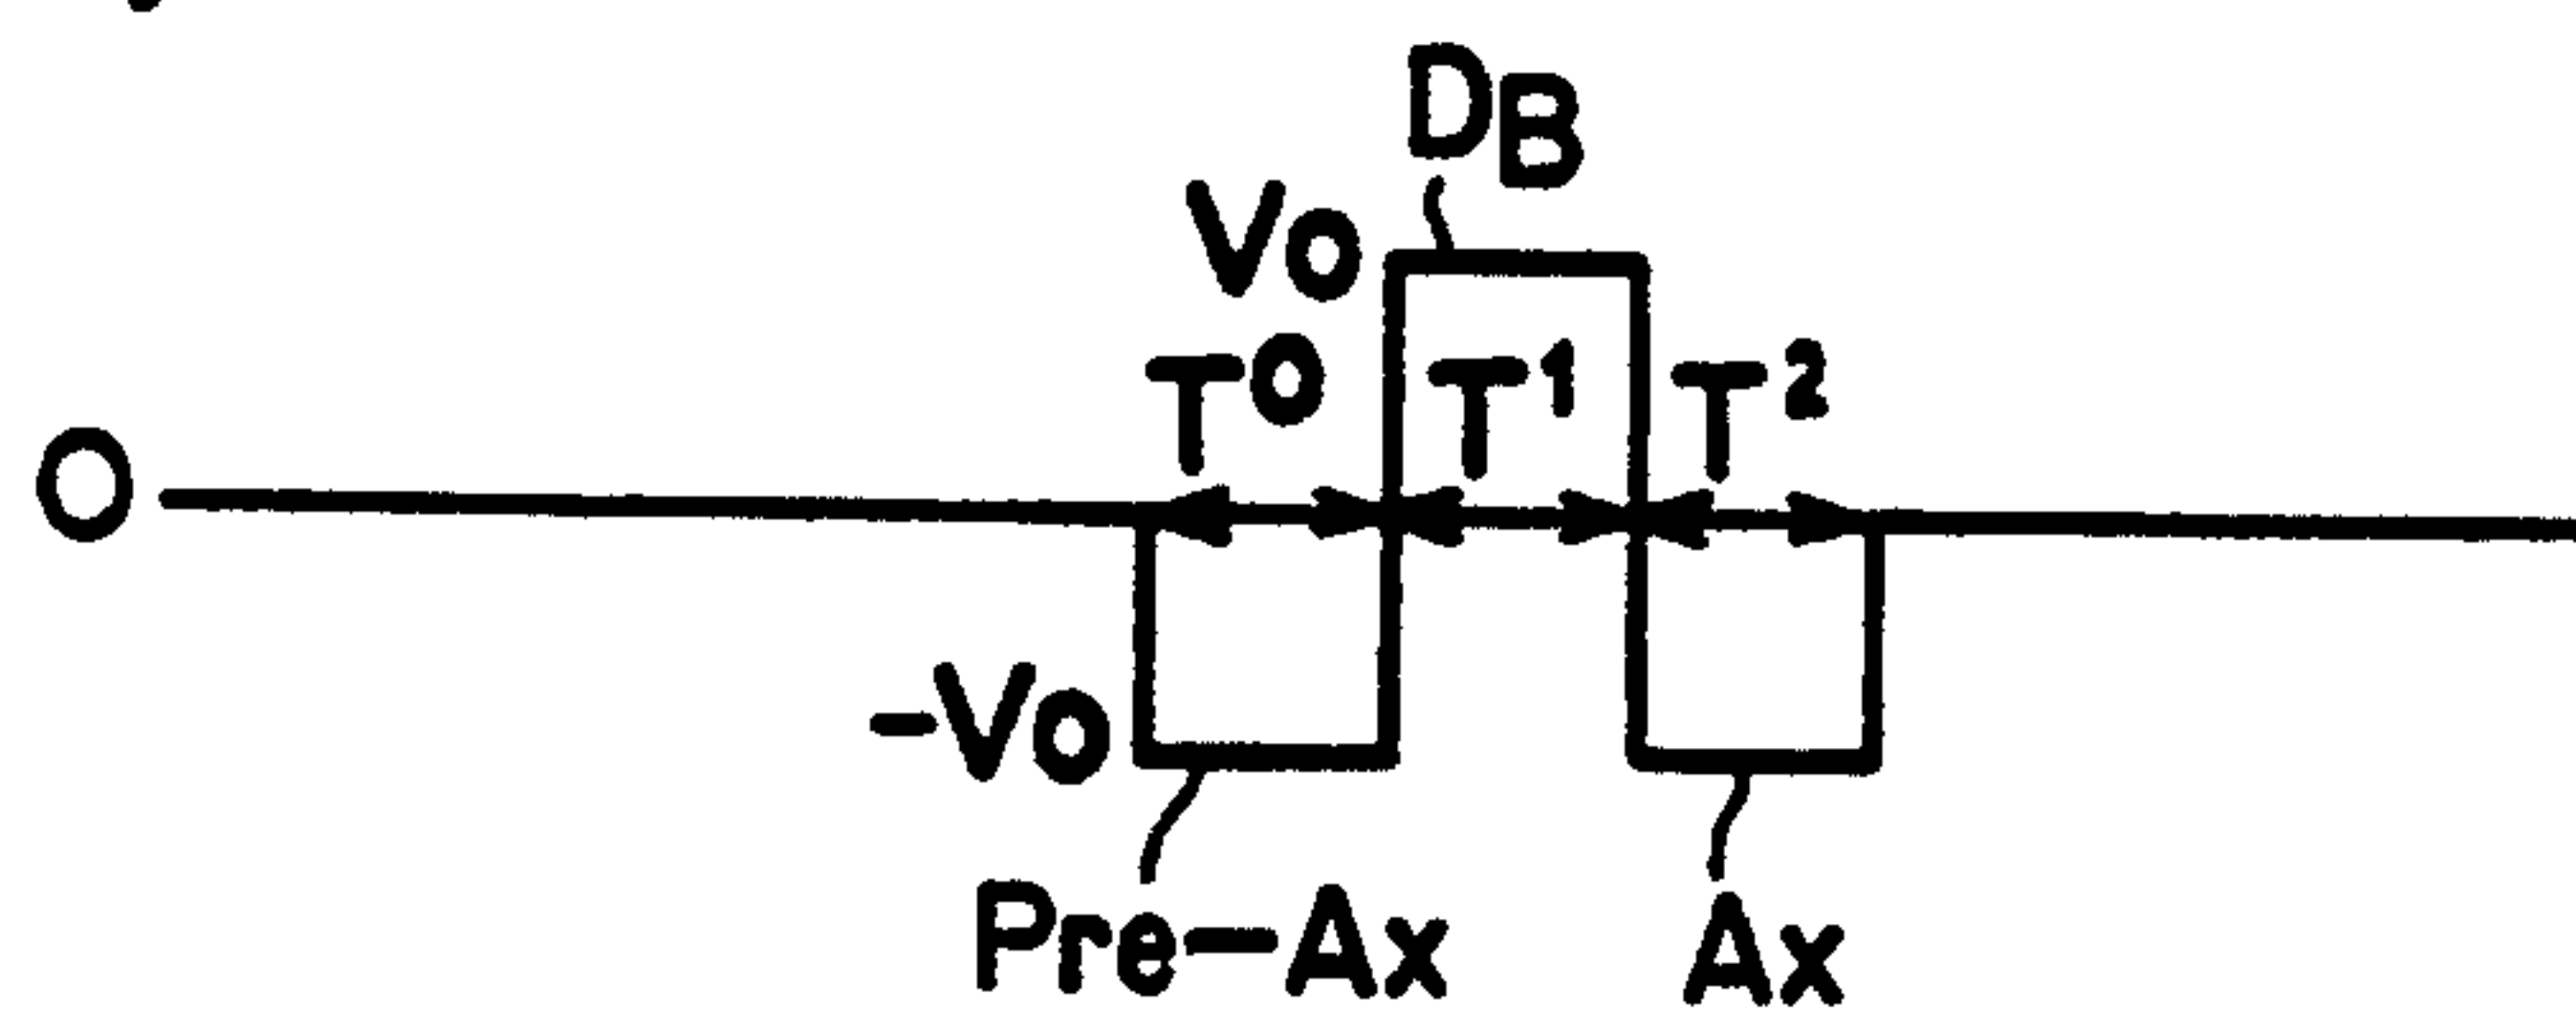 DB
Vo
T⁰ T¹ T²
O
-Vo
Pre-Ax Ax